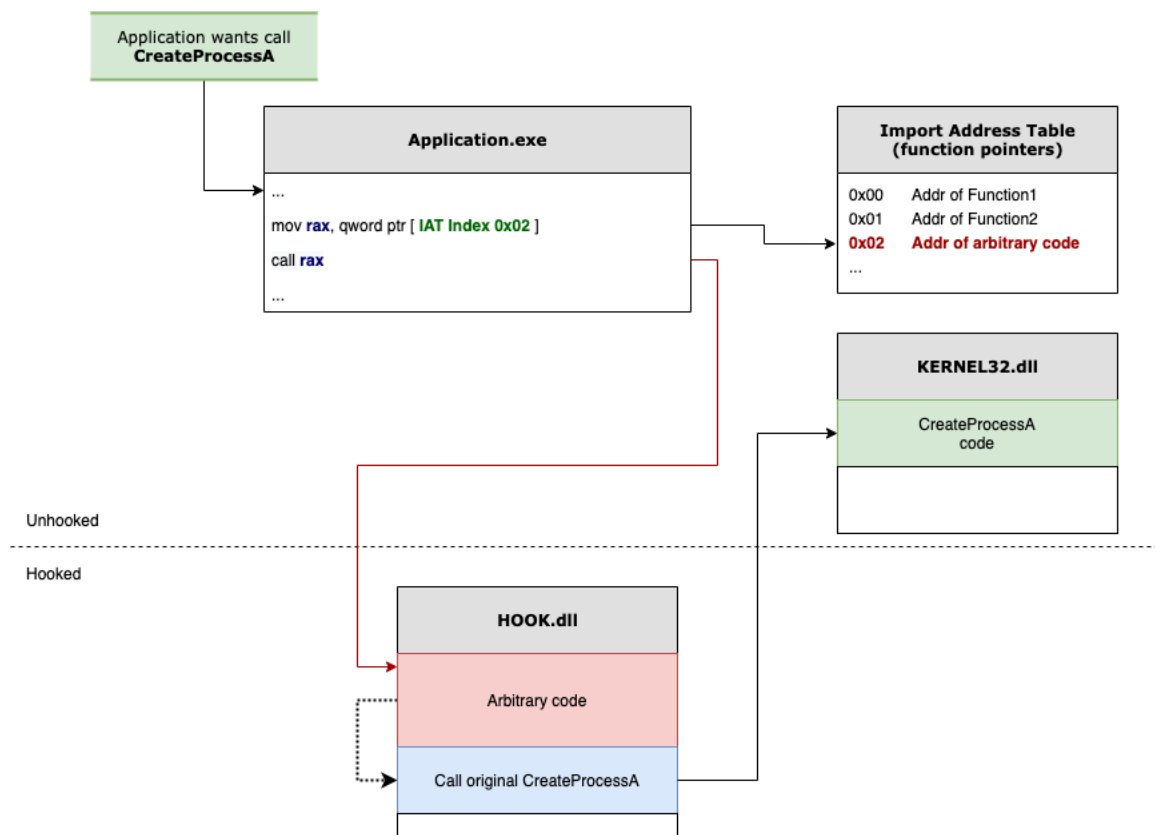 Application wants call
CreateProcessA
Application.exe
...
mov rax, qword ptr [ IAT Index 0x02 ]
call rax
...
Import Address Table
(function pointers)
0x00 Addr of Function1
0x01 Addr of Function2
0x02 Addr of arbitrary code
...
KERNEL32.dll
CreateProcessA
code
Unhooked
Hooked
HOOK.dll
Arbitrary code
Call original CreateProcessA